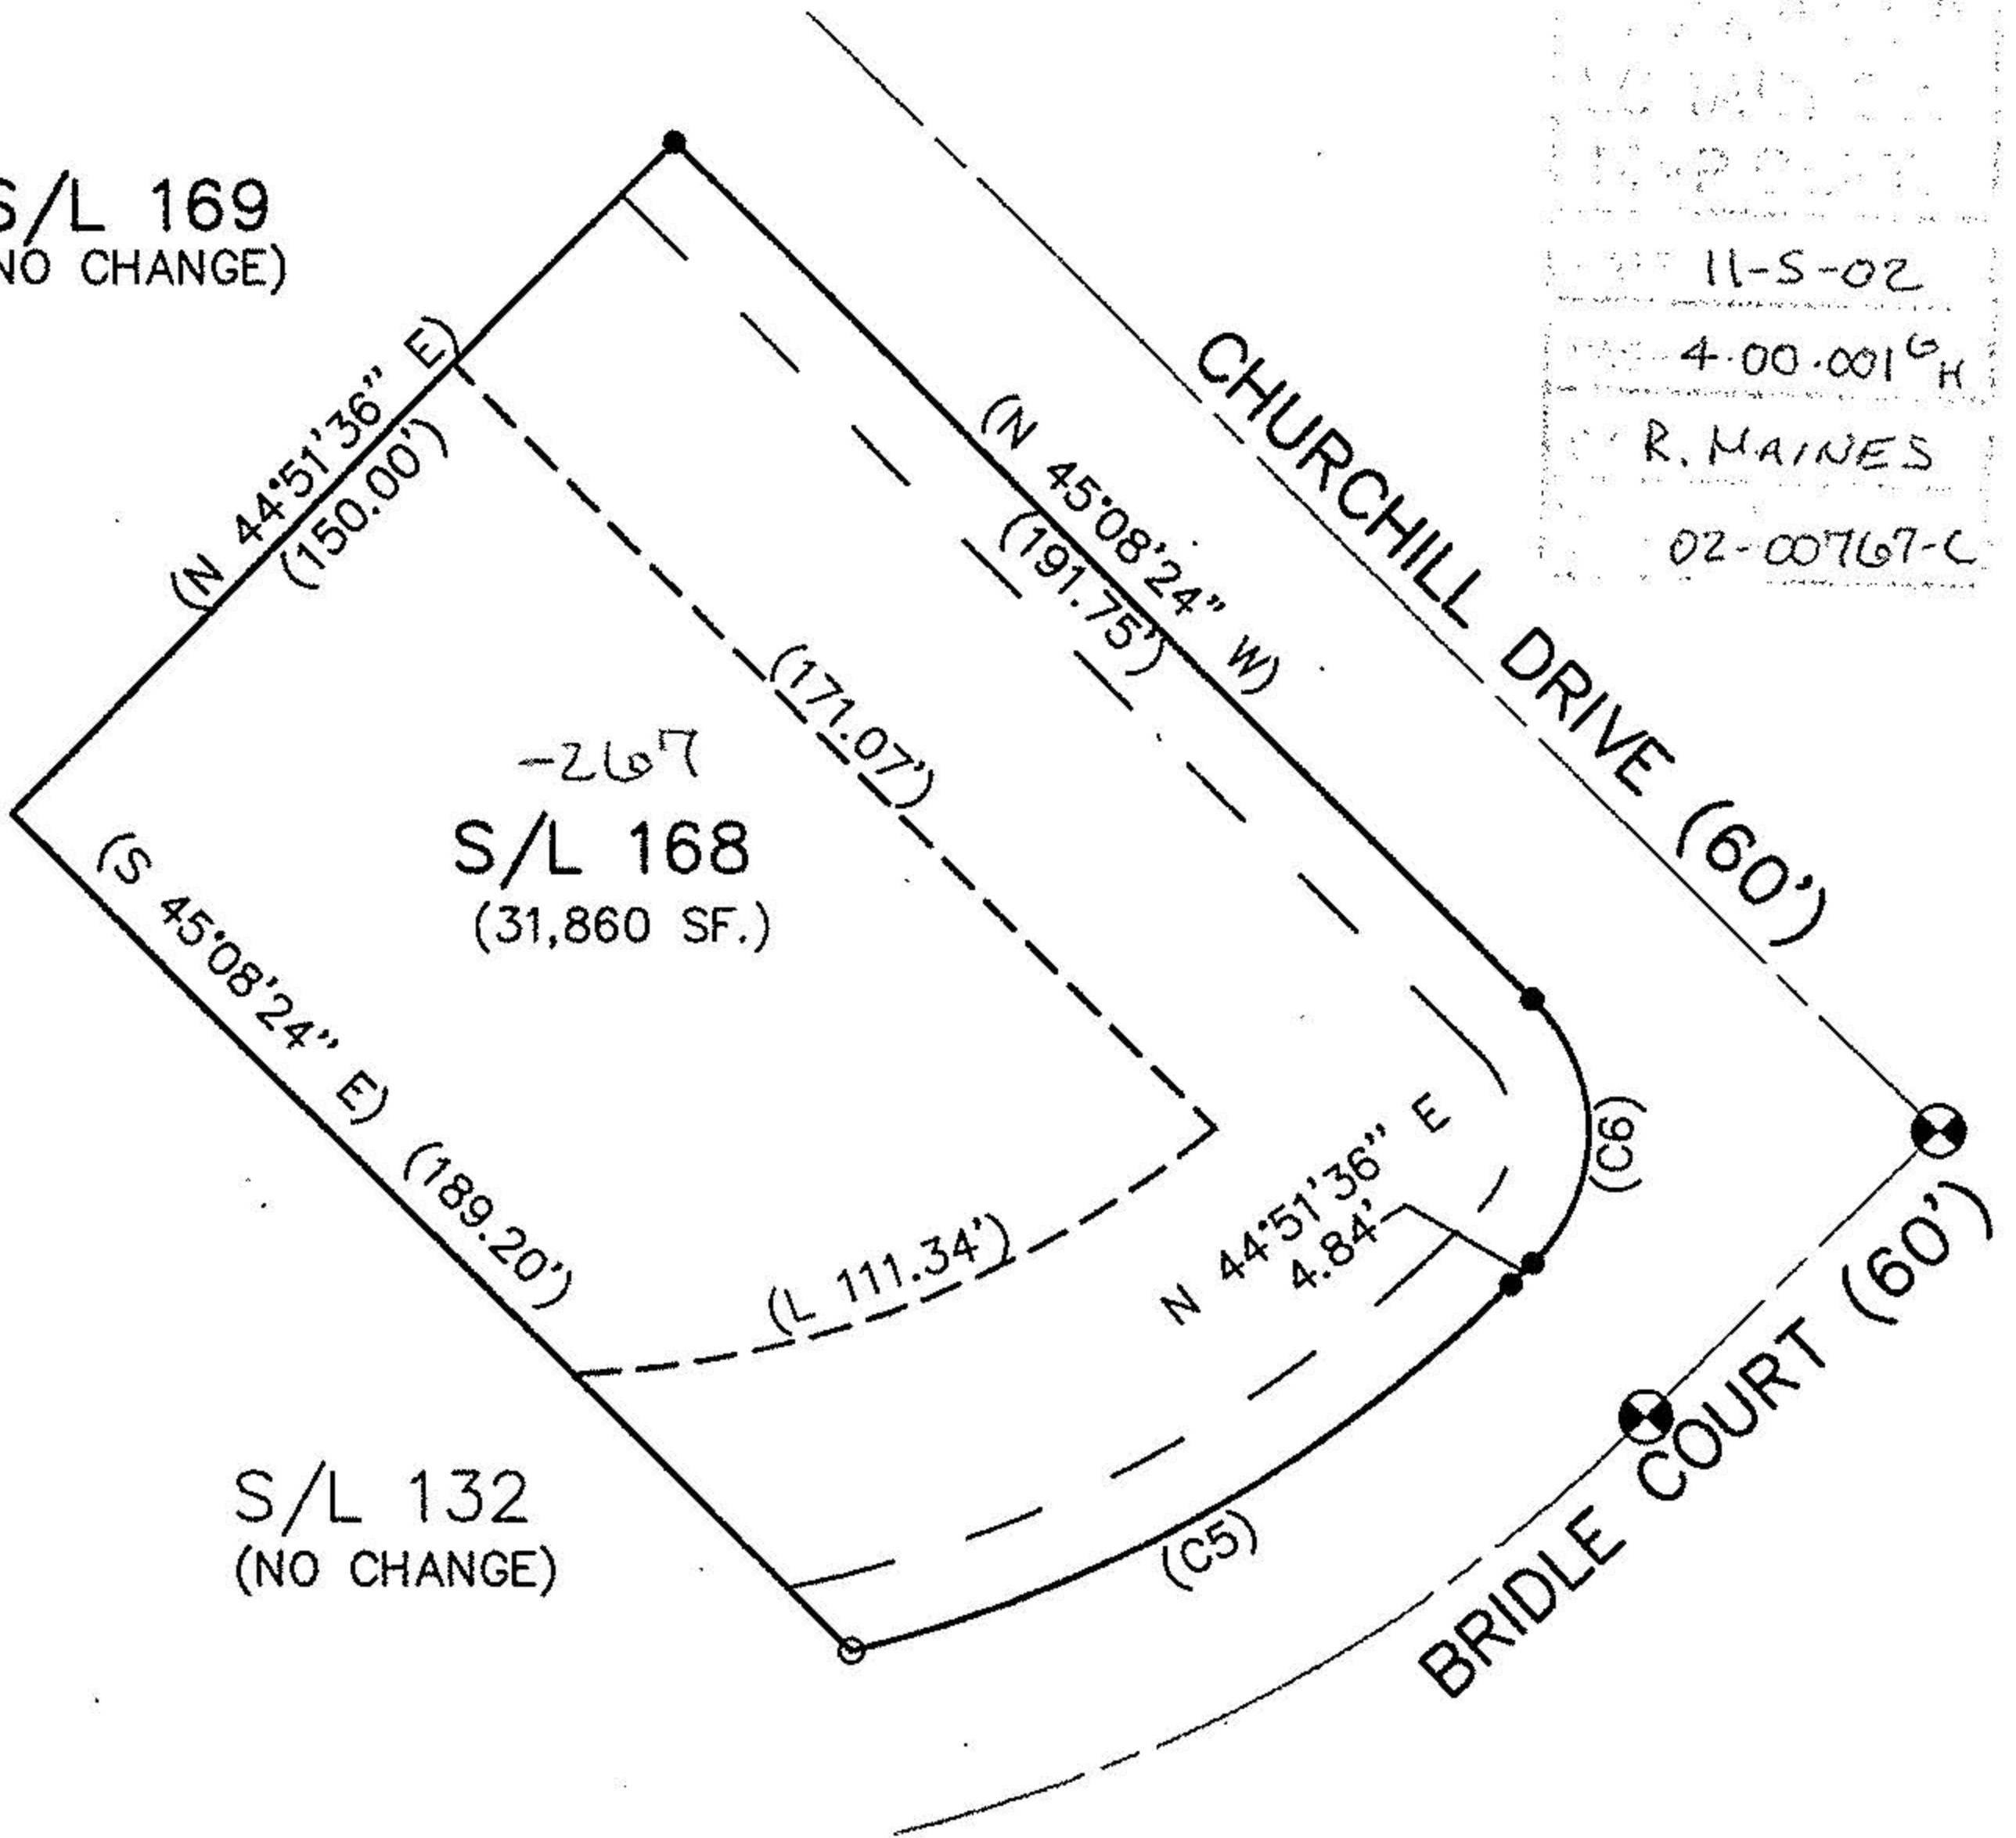 S/L 169
NO CHANGE)
11-5-02
4.00.001 G H
R. MAINES
02-00767-C
(N 44°51'36" E)
(150.00')
(N 45°08'24" W)
(191.75')
CHURCHILL DRIVE (60')
(171.07')
-267
S/L 168
(31,860 SF.)
(S 45°08'24" E) (189.20')
(L 111.34')
N 44°51'36" E
4.84'
(C6)
(C5)
BRIDLE COURT (60')
S/L 132
(NO CHANGE)